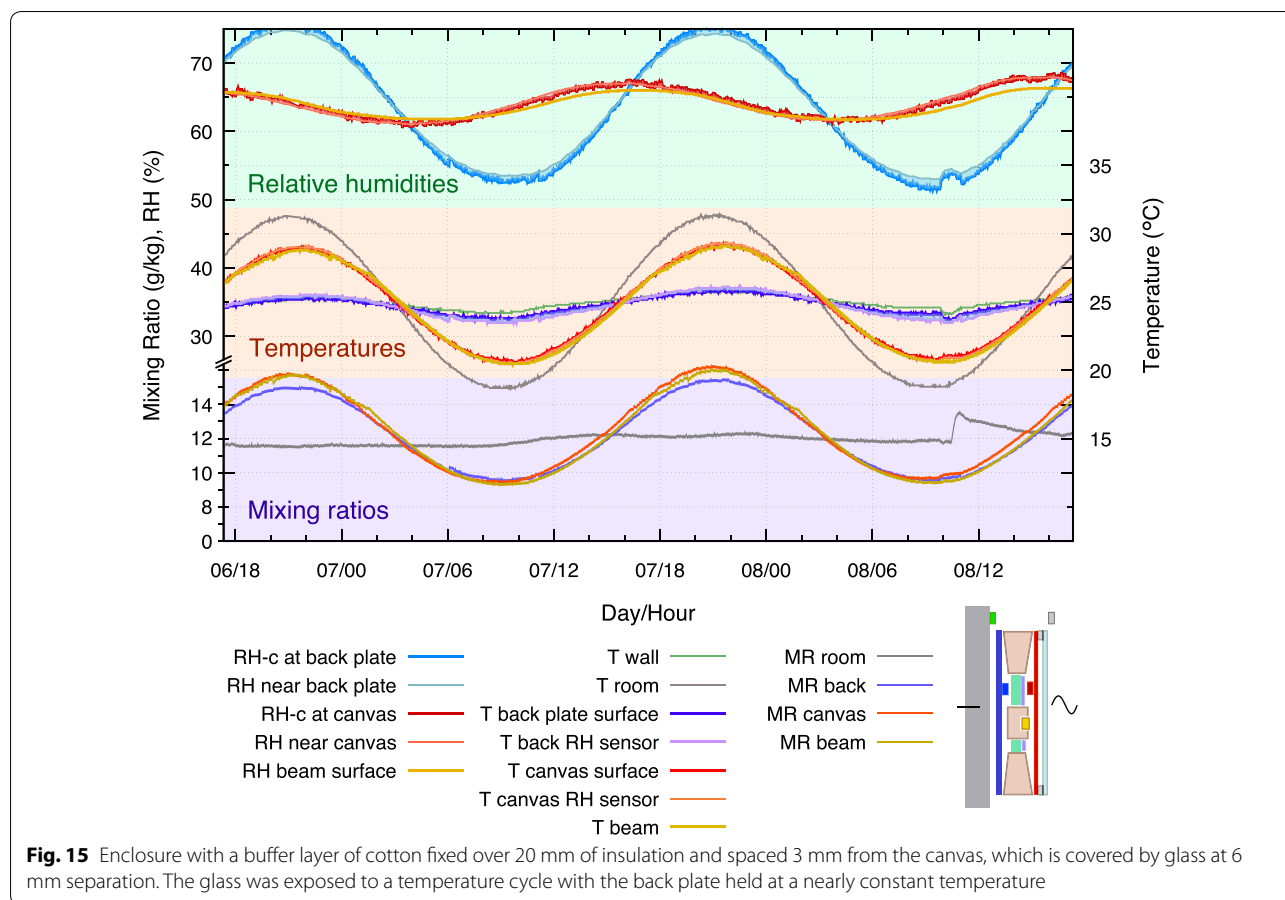 Mixing Ratio (g/kg), RH (%)
70
60
50
40
30
14
12
10
8
0
Relative humidities
Temperatures
Mixing ratios
35
30
25
20
15
Temperature (°C)
06/18 07/00 07/06 07/12 07/18 08/00 08/06 08/12
Day/Hour
RH-c at back plate
RH near back plate
RH-c at canvas
RH near canvas
RH beam surface
T wall
T room
T back plate surface
T back RH sensor
T canvas surface
T canvas RH sensor
T beam
MR room
MR back
MR canvas
MR beam
Fig. 15 Enclosure with a buffer layer of cotton fixed over 20 mm of insulation and spaced 3 mm from the canvas, which is covered by glass at 6
mm separation. The glass was exposed to a temperature cycle with the back plate held at a nearly constant temperature